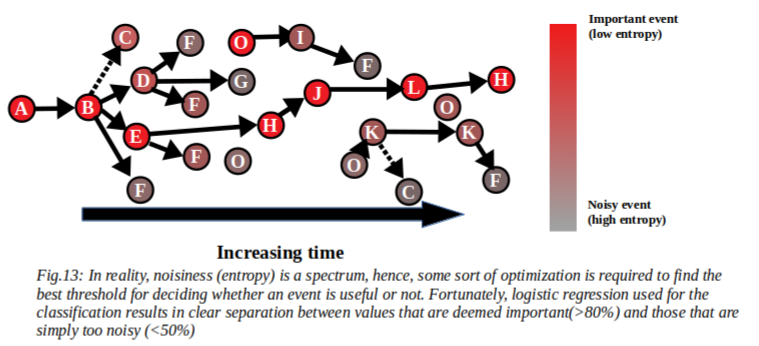 Important event
(low entropy)
C
F
O
I
F
D
G
F
A
B
E
H
J
L
H
O
K
K
F
O
O
C
F
F
Noisy event
(high entropy)
Increasing time
Fig.13: In reality, noisiness (entropy) is a spectrum, hence, some sort of optimization is required to find the
best threshold for deciding whether an event is useful or not. Fortunately, logistic regression used for the
classification results in clear separation between values that are deemed important(>80%) and those that are
simply too noisy (<50%)